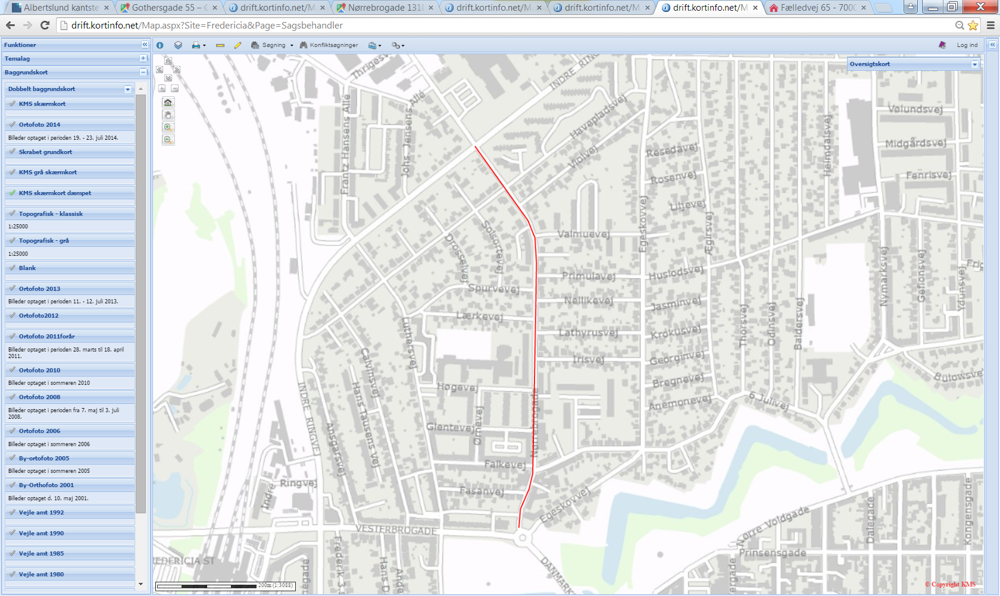 Albertslund kantste
Gothersgade 55 – G
drift.kortinfo.net/M
Nørrebrogade 131
drift.kortinfo.net/M
drift.kortinfo.net/M
drift.kortinfo.net/M
Fælledvej 65 - 7000
drift.kortinfo.net/Map.aspx?Site=Fredericia&Page=Sagsbehandler
Funktioner
Søgning
Konfliktsøgninger
Log ind
Temalag
Baggrundskort
Oversigtskort
Dobbelt baggrundskort
KMS skærmkort
Ortofoto 2014
Billeder optaget i perioden 19. - 23. juli 2014.
Skrabet grundkort
KMS grå skærmkort
KMS skærmkort dæmpet
Topografisk - klassisk
1:25000
Topografisk - grå
1:25000
Blank
Ortofoto 2013
Billeder optaget i perioden 11. - 12. juli 2013.
Ortofoto2012
Ortofoto 2011forår
Billeder optaget i perioden 28. marts til 18. april
2011.
Ortofoto 2010
Billeder optaget i sommeren 2010
Ortofoto 2008
Billeder optaget i perioden fra 7. maj til 3. juli
2008.
Ortofoto 2006
Billeder optaget i sommeren 2006
By-ortofoto 2005
Billeder optaget i sommeren 2005
By-Orthofoto 2001
Billeder optaget d. 10. maj 2001.
Vejle amt 1992
Vejle amt 1990
Vejle amt 1985
Vejle amt 1980
Thrigesv
INDRE RING
Frantz Hansens Allé
Johs. Jensens Allé
Havepladsvej
Violvej
Resedavej
Rosenvej
Liljevej
Vølundsvej
Midgårdsvej
Fenrisvej
Heimdalsvej
Egeskovvej
Ægirsvej
Valmuevej
Solsortevej
Drosselvej
Primulavej
Huslodsvej
Spurvevej
Nellikevej
Jasminvej
Lærkevej
Lathyrusvej
Krokusvej
Irisvej
Georginvej
Bregnevej
Anemonevej
Thorsvej
Odinsvej
Baldersvej
Nymarksvej
Gefionsvej
Ydunsvej
Frig
Bülowsve
6.Julivej
Luthersvej
Calvinsvej
Hans Tausens Vej
Ansgarsvej
INDRE RINGVEJ
Høgevej
Glentevej
Ørnevej
Nørrebrogade
Falkevej
Fasanvej
Egeskovvej
Indre
Ringvej
VESTERBROGADE
FREDERICIA ST
Frederik 3.s
Hans D
Ande
negade
DANMARK
Nørre Voldgade
Prinsensgade
Dalegade
Kongensgade
200m (1:3088)
© Copyright KMS